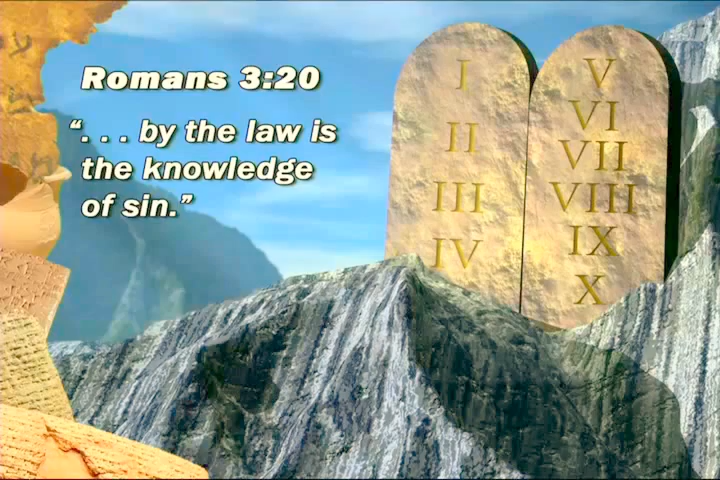 Romans 3:20
“. . . by the law is
the knowledge
of sin.”
I
II
III
IV
V
VI
VII
VIII
IX
X